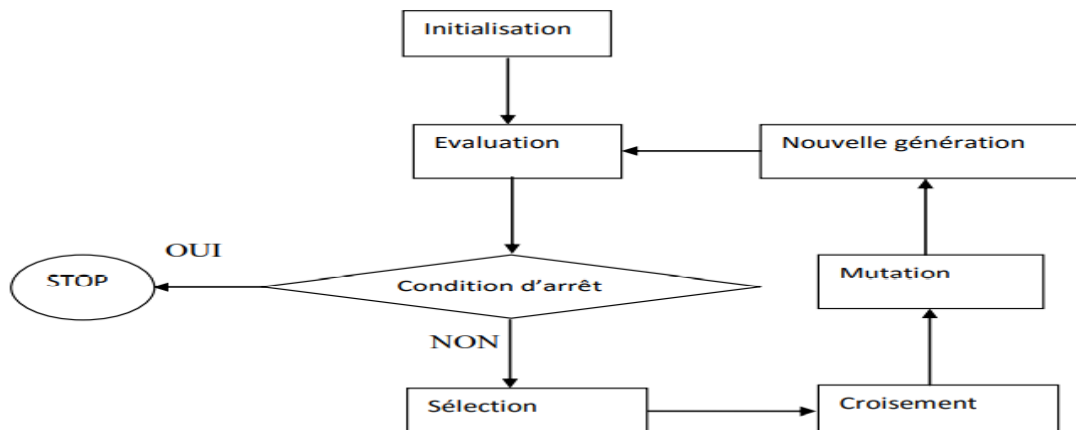 Initialisation
Evaluation
Nouvelle génération
OUI
STOP
Condition d'arrêt
Mutation
NON
Sélection
Croisement